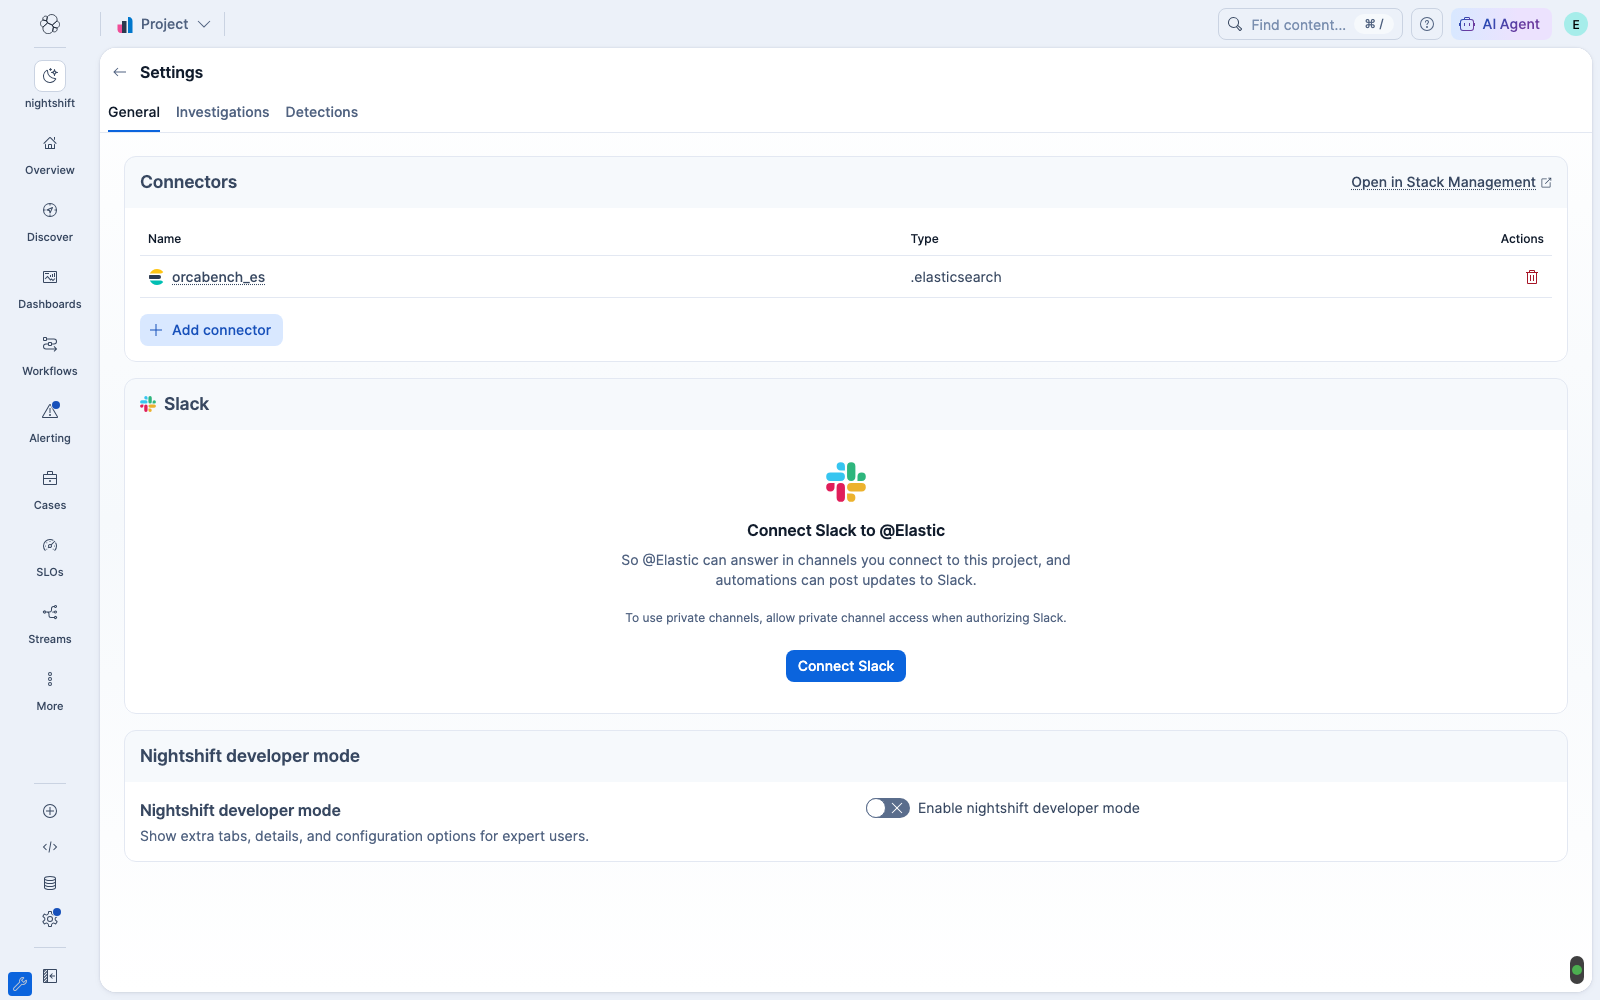 Project
Find content...
⌘ /
AI Agent
E
nightshift
Overview
Discover
Dashboards
Workflows
Alerting
Cases
SLOs
Streams
More
Settings
General
Investigations
Detections
Connectors
Open in Stack Management
Name
Type
Actions
orcabench_es
.elasticsearch
Add connector
Slack
Connect Slack to @Elastic
So @Elastic can answer in channels you connect to this project, and
automations can post updates to Slack.
To use private channels, allow private channel access when authorizing Slack.
Connect Slack
Nightshift developer mode
Nightshift developer mode
Enable nightshift developer mode
Show extra tabs, details, and configuration options for expert users.